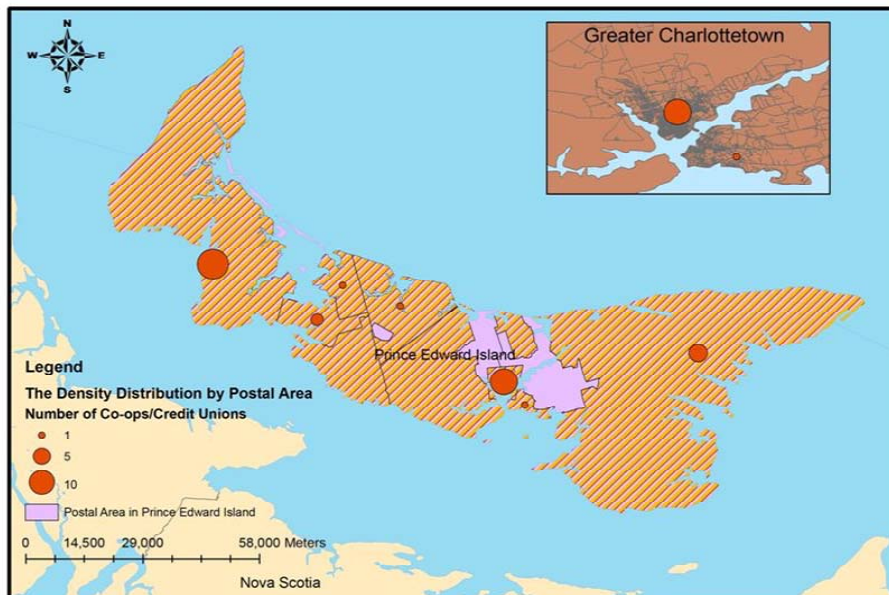 N
W E
S
Greater Charlottetown
Prince Edward Island
Legend
The Density Distribution by Postal Area
Number of Co-ops/Credit Unions
1
5
10
Postal Area in Prince Edward Island
0 14,500 29,000 58,000 Meters
Nova Scotia